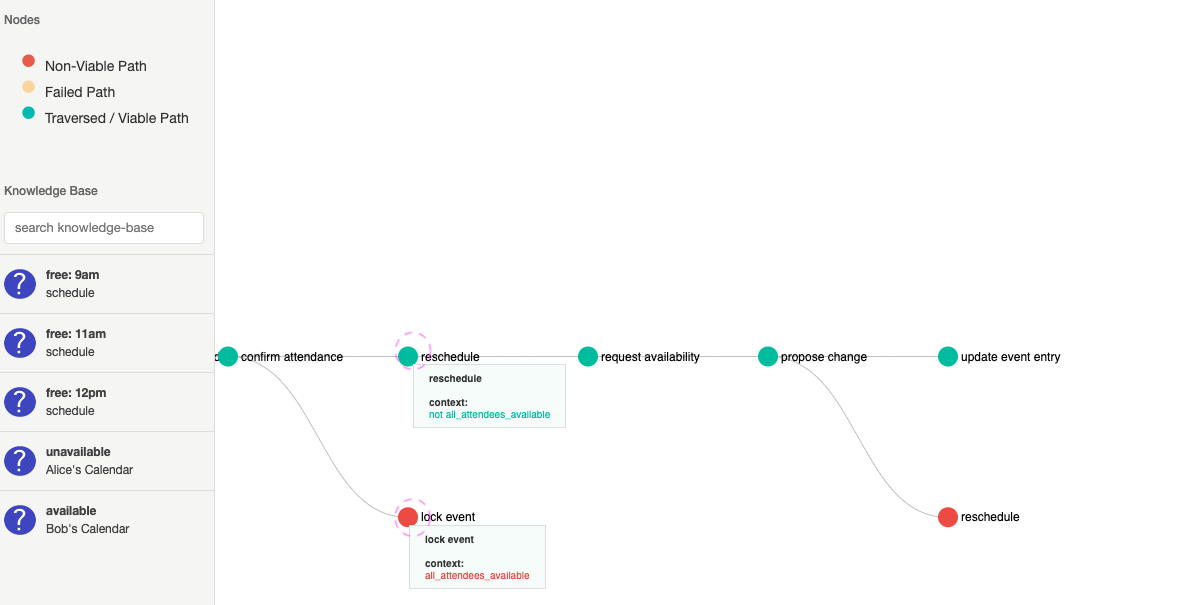 Nodes
Non-Viable Path
Failed Path
Traversed / Viable Path
Knowledge Base
search knowledge-base
? free: 9am
schedule
? free: 11am
schedule
? free: 12pm
schedule
? unavailable
Alice's Calendar
? available
Bob's Calendar
confirm attendance
reschedule
request availability
propose change
update event entry
reschedule
context:
not all_attendees_available
lock event
reschedule
lock event
context:
all_attendees_available